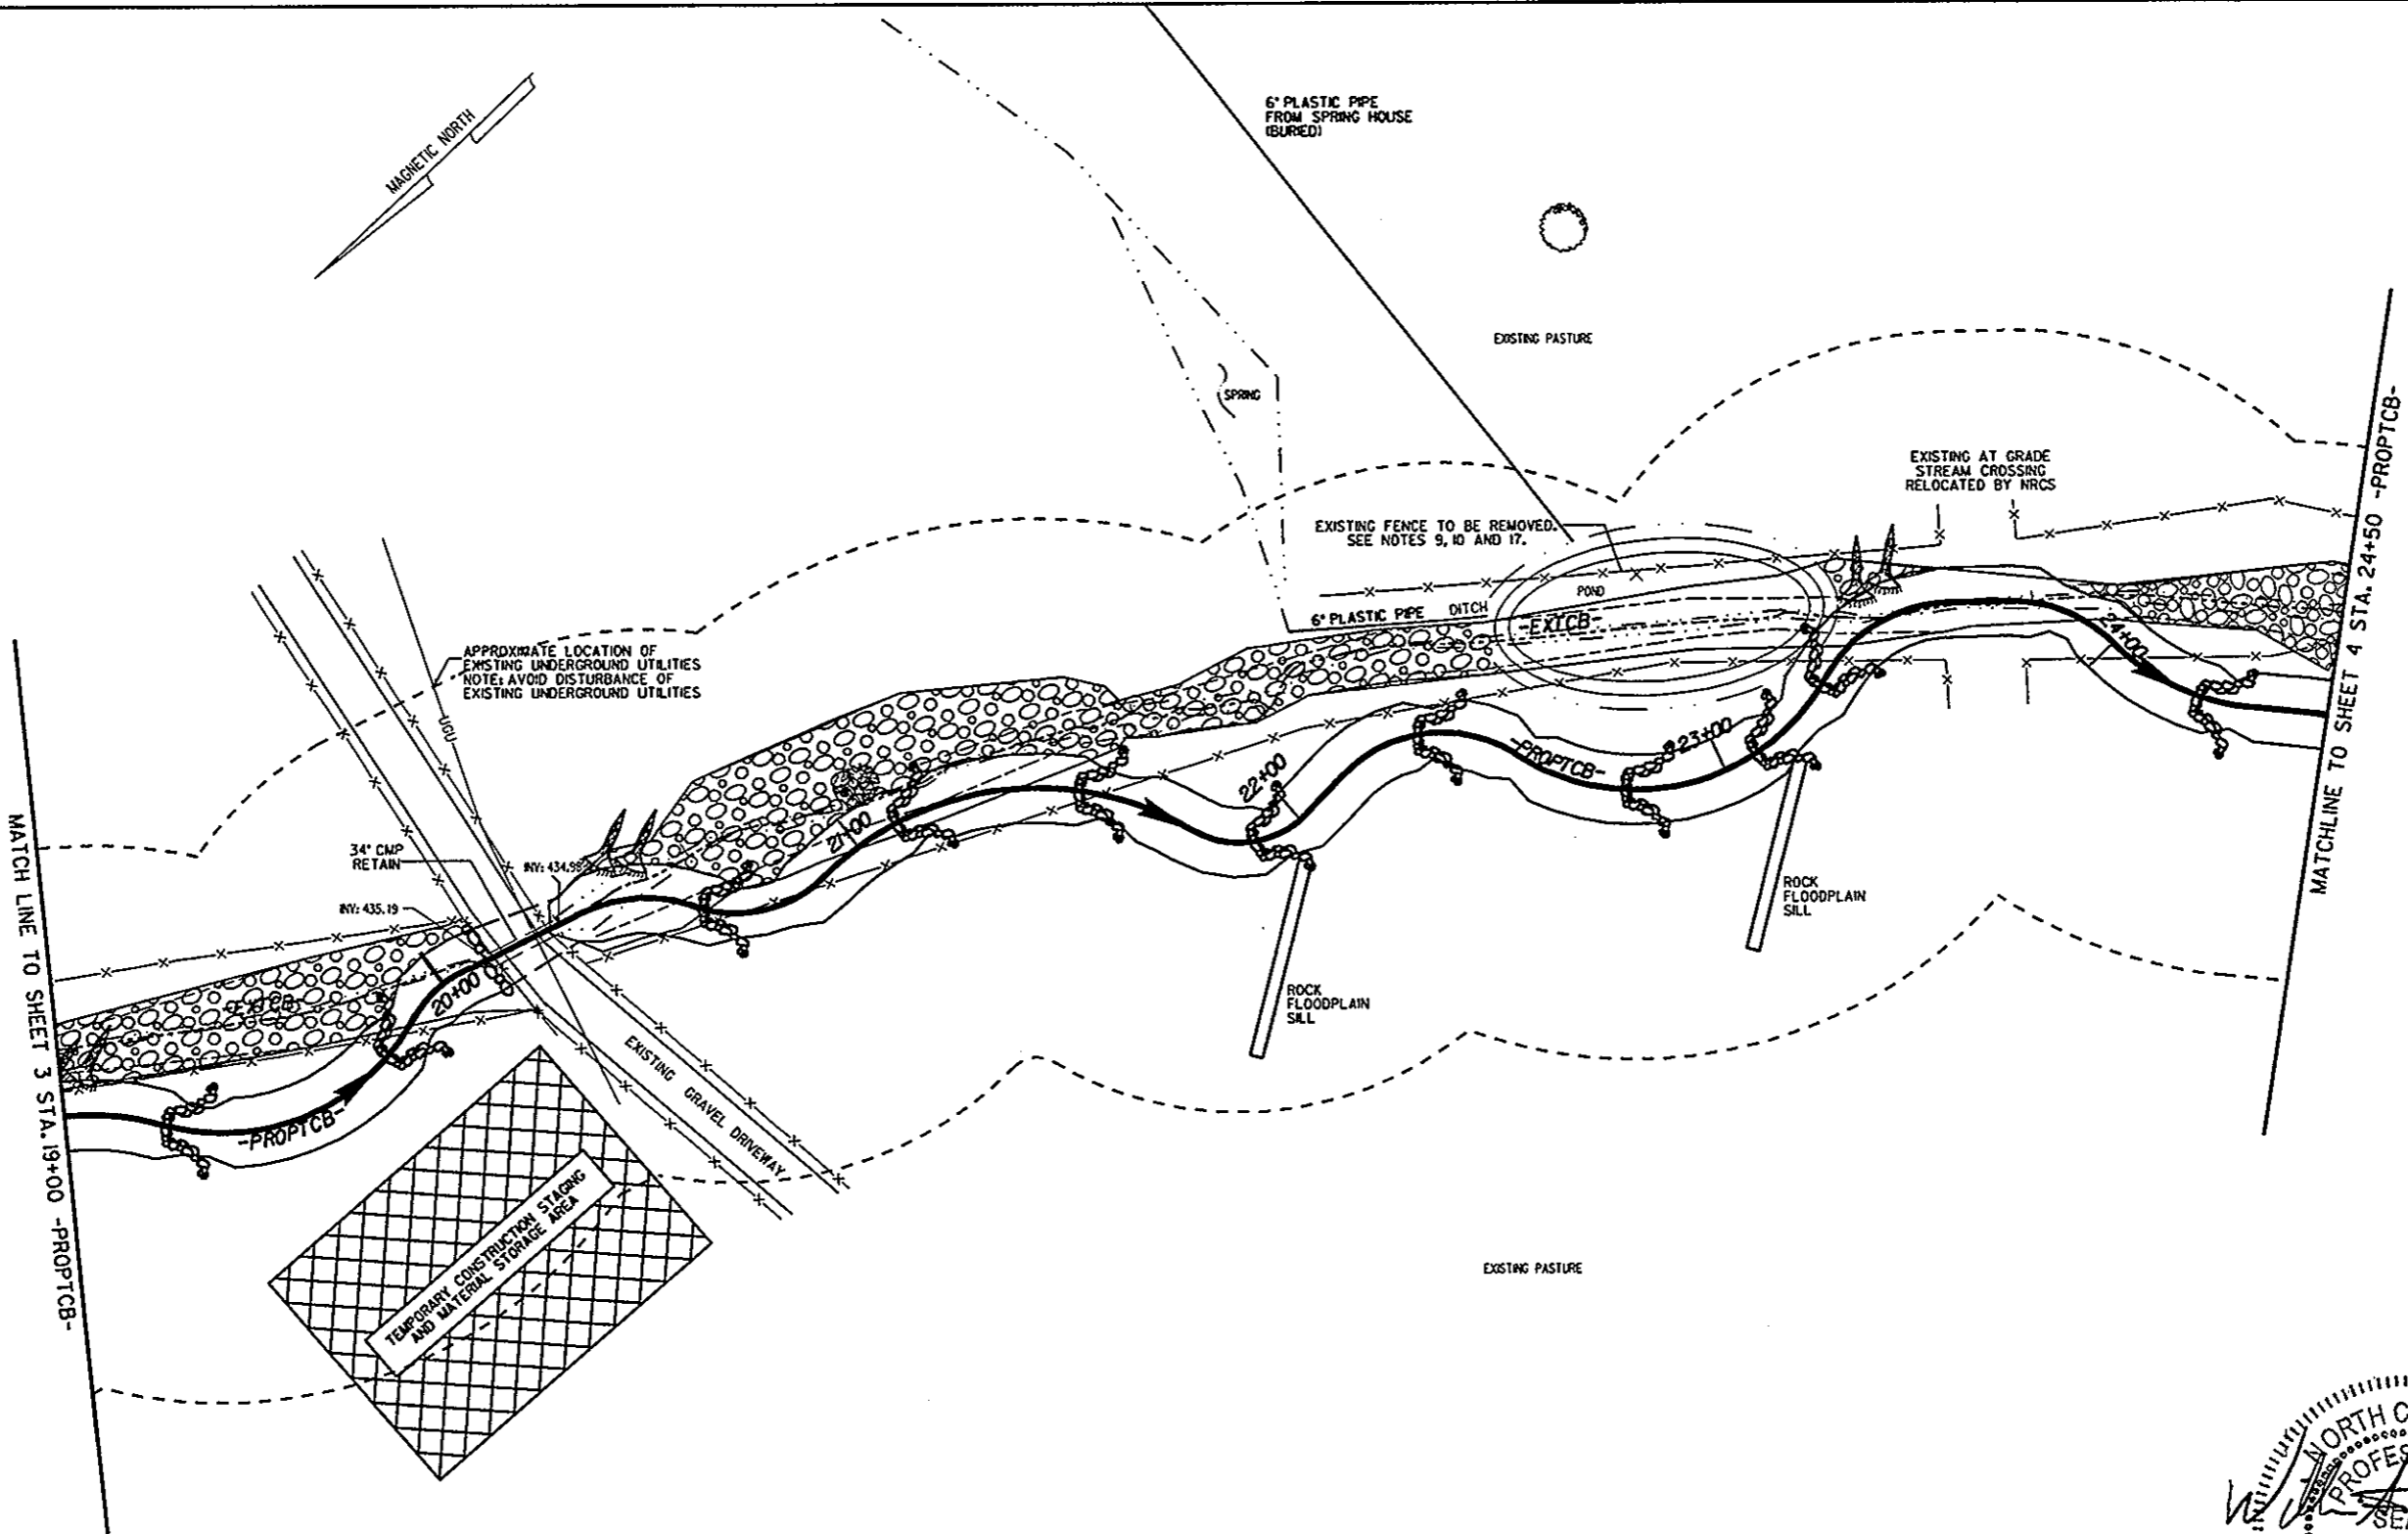 MAGNETIC NORTH
6" PLASTIC PIPE
FROM SPRING HOUSE
(BURIED)
EXISTING PASTURE
SPRING
EXISTING AT GRADE
STREAM CROSSING
RELOCATED BY NRCS
EXISTING FENCE TO BE REMOVED.
SEE NOTES 9, 10 AND 17.
POND
6" PLASTIC PIPE
DITCH
-EXTCB-
APPROXIMATE LOCATION OF
EXISTING UNDERGROUND UTILITIES
NOTE: AVOID DISTURBANCE OF
EXISTING UNDERGROUND UTILITIES
UGU
34" CMP
RETAIN
INV: 434.98
INV: 435.19
20+00
21+00
22+00
23+00
24+00
-PROPTCB-
-EXTCB-
-PROPTCB-
ROCK
FLOODPLAIN
SILL
ROCK
FLOODPLAIN
SILL
EXISTING GRAVEL DRIVEWAY
TEMPORARY CONSTRUCTION STAGING
AND MATERIAL STORAGE AREA
EXISTING PASTURE
MATCH LINE TO SHEET 3 STA. 19+00 -PROPTCB-
MATCHLINE TO SHEET 4 STA. 24+50 -PROPTCB-
NORTH C
PROFES
SEA